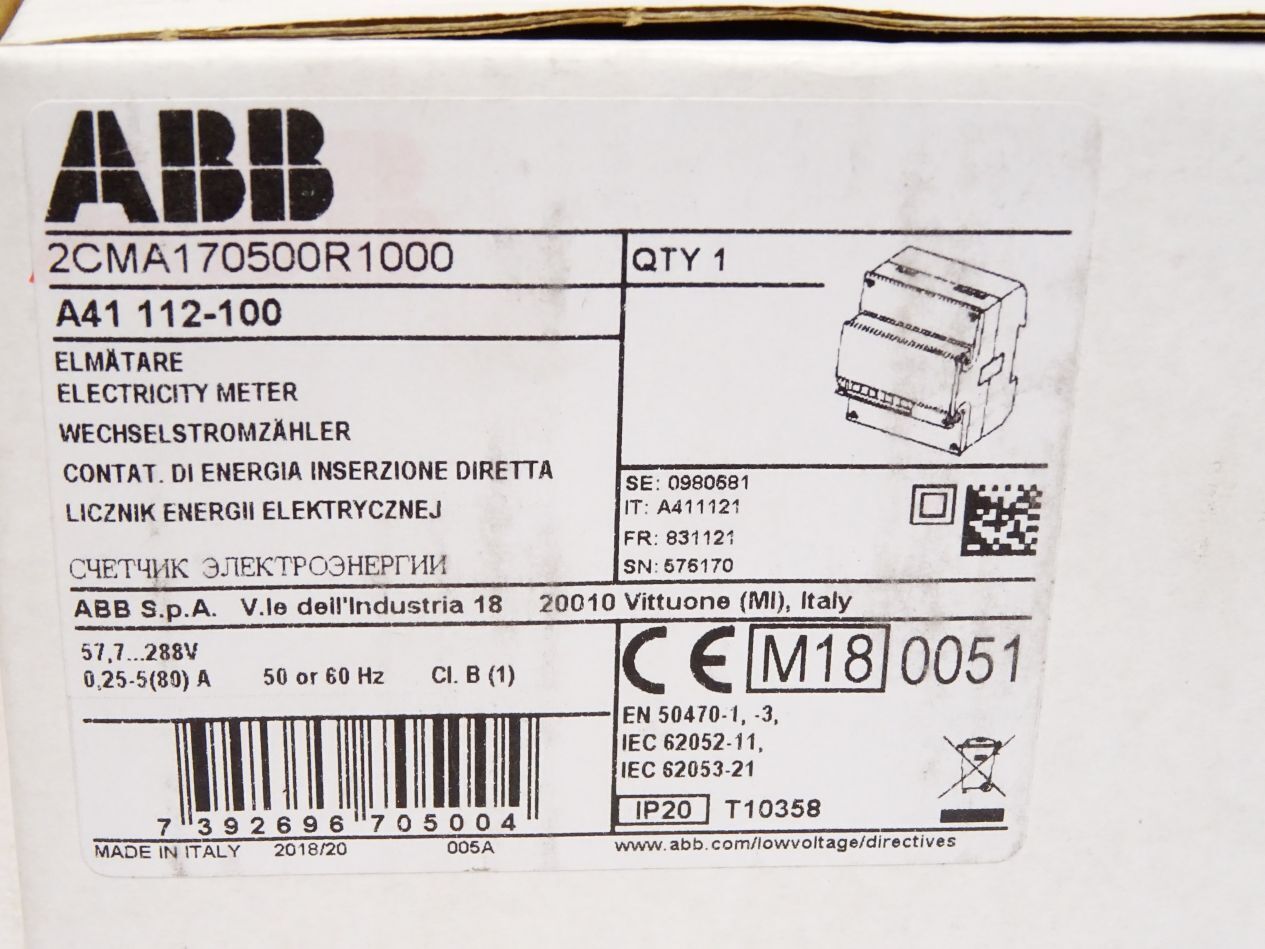 ABB
2CMA170500R1000
QTY 1
A41 112-100
ELMÄTARE
ELECTRICITY METER
WECHSELSTROMZÄHLER
CONTAT. DI ENERGIA INSERZIONE DIRETTA
LICZNIK ENERGII ELEKTRYCZNEJ
СЧЕТЧИК ЭЛЕКТРОЭНЕРГИИ
SE: 0980681
IT: A411121
FR: 831121
SN: 576170
ABB S.p.A. V.le dell'Industria 18 20010 Vittuone (MI), Italy
57,7...288V
0,25-5(80) A 50 or 60 Hz Cl. B (1)
CE M18 0051
EN 50470-1, -3,
IEC 62052-11,
IEC 62053-21
IP20 T10358
7 392696 705004
MADE IN ITALY 2018/20 005A
www.abb.com/lowvoltage/directives